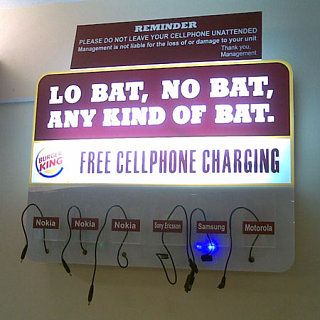 REMINDER
PLEASE DO NOT LEAVE YOUR CELLPHONE UNATTENDED
Management is not liable for the loss of or damage to your unit
Thank you,
Management.
LO BAT, NO BAT,
ANY KIND OF BAT.
BURGER
KING
FREE CELLPHONE CHARGING
Nokia Nokia Nokia Sony Ericsson Samsung Motorola